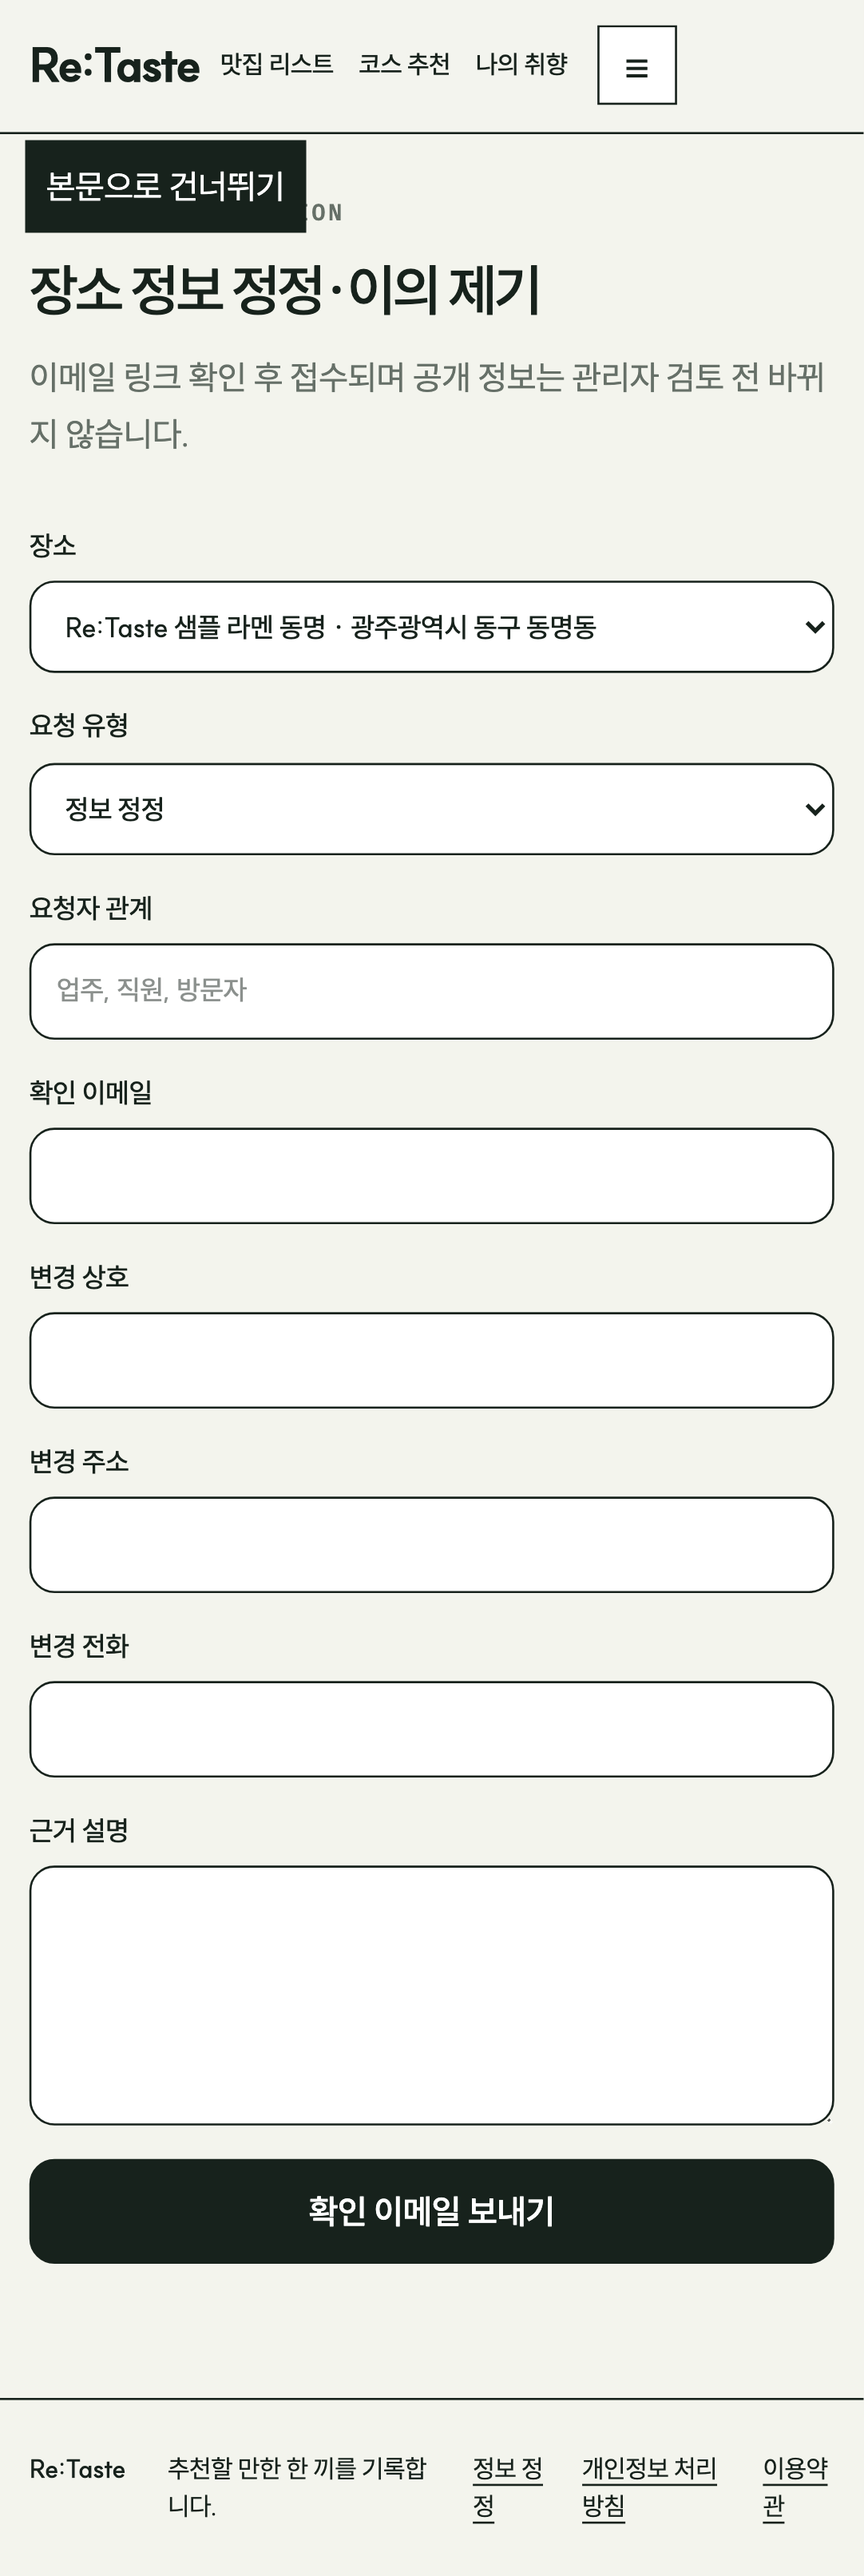 Re:Taste 맛집 리스트 코스 추천 나의 취향
본문으로 건너뛰기
ON
장소 정보 정정·이의 제기
이메일 링크 확인 후 접수되며 공개 정보는 관리자 검토 전 바뀌
지 않습니다.
장소
Re:Taste 샘플 라멘 동명 · 광주광역시 동구 동명동
요청 유형
정보 정정
요청자 관계
업주, 직원, 방문자
확인 이메일
변경 상호
변경 주소
변경 전화
근거 설명
확인 이메일 보내기
Re:Taste 추천할 만한 한 끼를 기록합 정보 정 개인정보 처리 이용약
니다. 정 방침 관